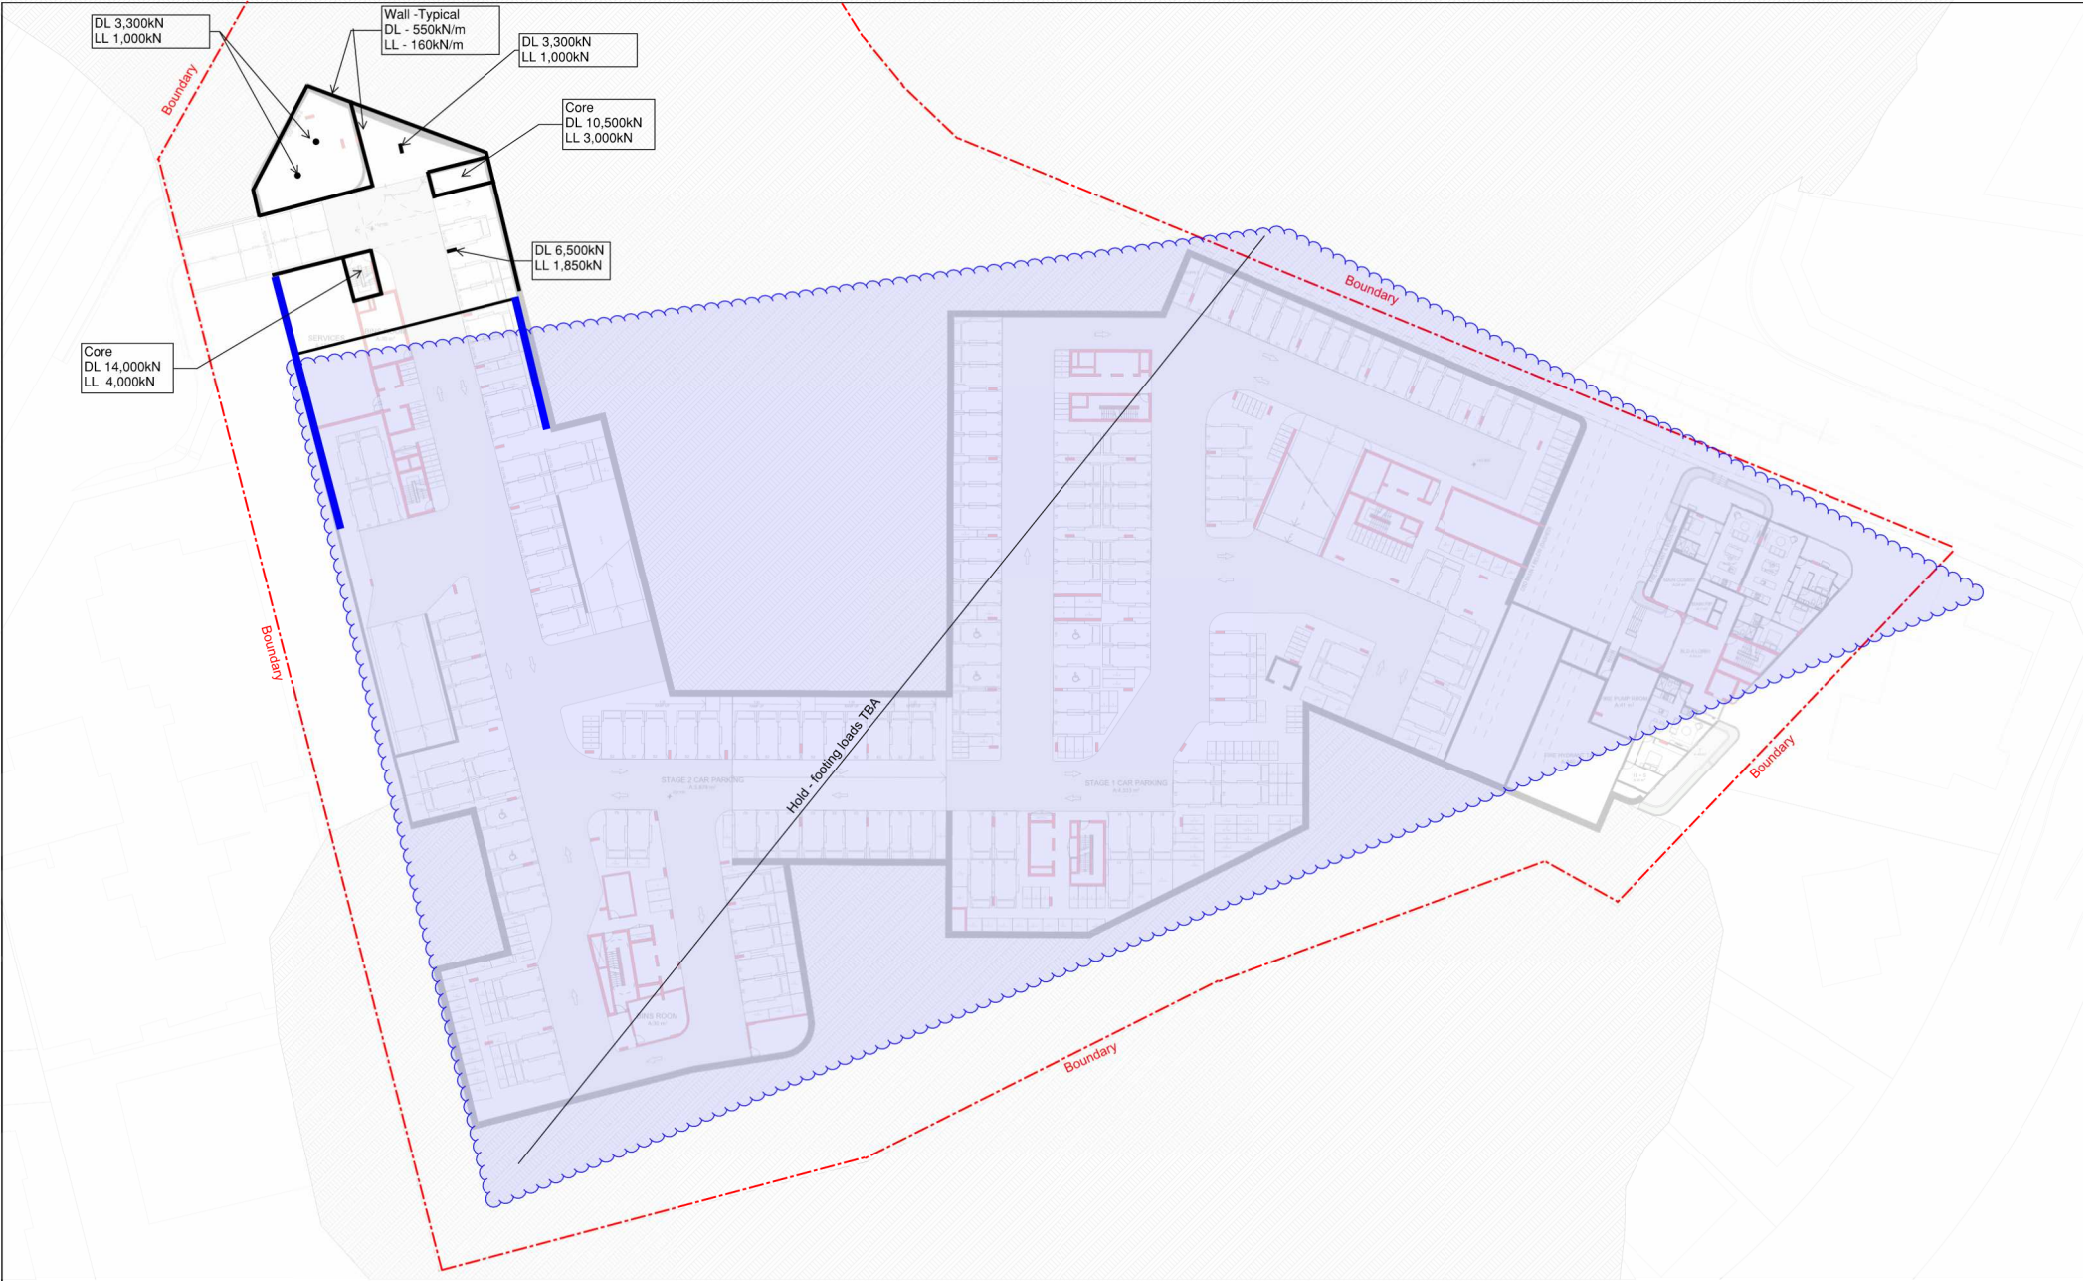 DL 3,300kN
LL 1,000kN
Wall -Typical
DL - 550kN/m
LL - 160kN/m
DL 3,300kN
LL 1,000kN
Core
DL 10,500kN
LL 3,000kN
Boundary
DL 6,500kN
LL 1,850kN
Boundary
Core
DL 14,000kN
LL 4,000kN
Boundary
Hold - footing loads TBA
STAGE 2 CAR PARKING
STAGE 1 CAR PARKING
Boundary
Boundary